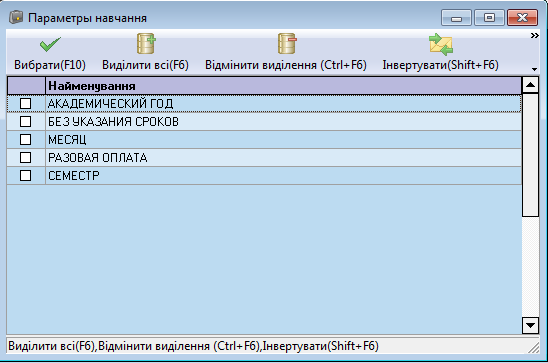 Параметры навчання
Вибрати(F10) Виділити всі(F6) Відмінити виділення (Ctrl+F6) Інвертувати(Shift+F6)
Найменування
АКАДЕМИЧЕСКИЙ ГОД
БЕЗ УКАЗАНИЯ СРОКОВ
МЕСЯЦ
РАЗОВАЯ ОПЛАТА
СЕМЕСТР
Виділити всі(F6),Відмінити виділення (Ctrl+F6),Інвертувати(Shift+F6)